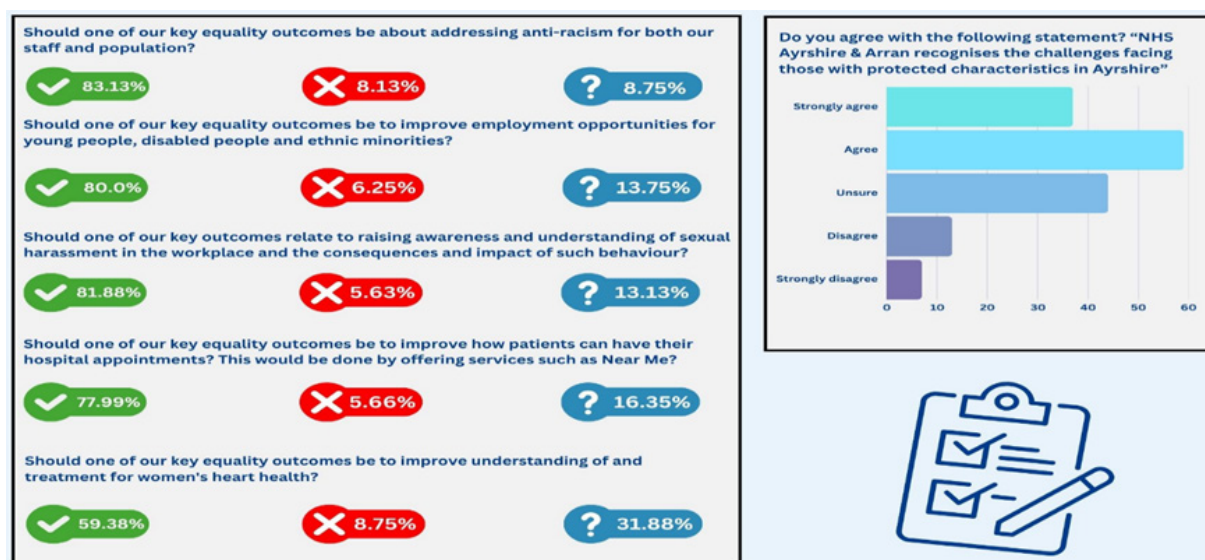 Should one of our key equality outcomes be about addressing anti-racism for both our
staff and population?
83.13%
8.13%
? 8.75%
Should one of our key equality outcomes be to improve employment opportunities for
young people, disabled people and ethnic minorities?
80.0%
6.25%
? 13.75%
Should one of our key outcomes relate to raising awareness and understanding of sexual
harassment in the workplace and the consequences and impact of such behaviour?
81.88%
5.63%
? 13.13%
Should one of our key equality outcomes be to improve how patients can have their
hospital appointments? This would be done by offering services such as Near Me?
77.99%
5.66%
? 16.35%
Should one of our key equality outcomes be to improve understanding of and
treatment for women's heart health?
59.38%
8.75%
? 31.88%
Do you agree with the following statement? “NHS
Ayrshire & Arran recognises the challenges facing
those with protected characteristics in Ayrshire”
Strongly agree
Agree
Unsure
Disagree
Strongly disagree
0 10 20 30 40 50 60